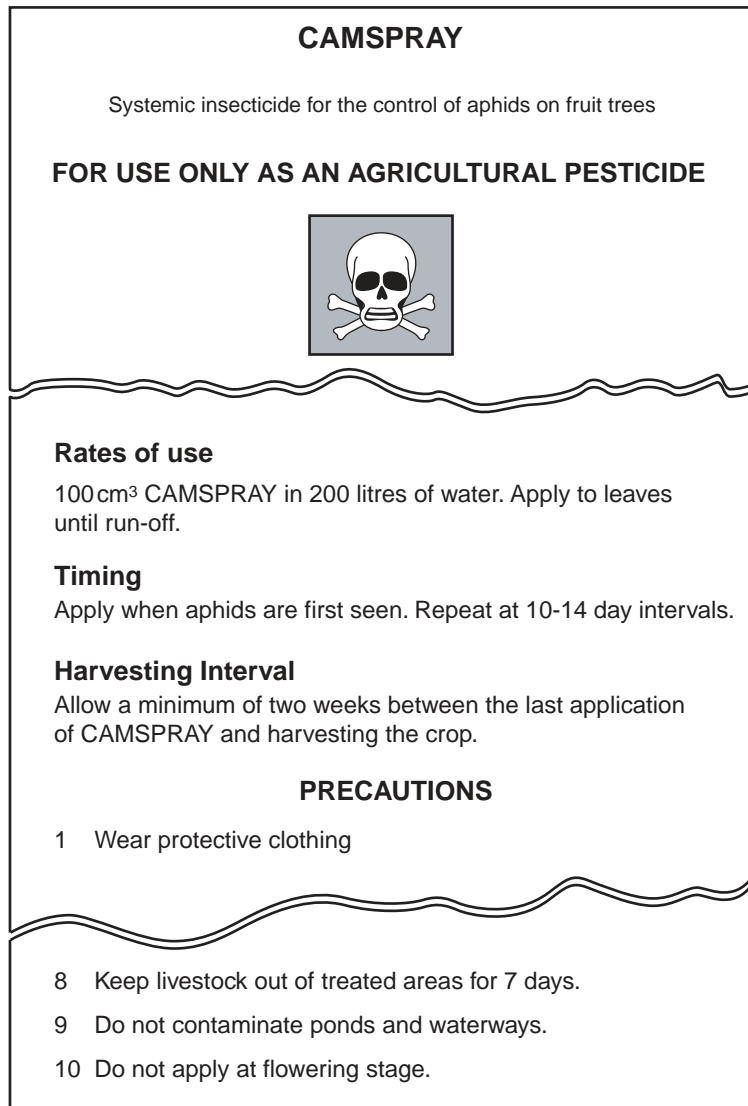 CAMSPRAY
Systemic insecticide for the control of aphids on fruit trees
FOR USE ONLY AS AN AGRICULTURAL PESTICIDE
Rates of use
100 cm³ CAMSPRAY in 200 litres of water. Apply to leaves
until run-off.
Timing
Apply when aphids are first seen. Repeat at 10-14 day intervals.
Harvesting Interval
Allow a minimum of two weeks between the last application
of CAMSPRAY and harvesting the crop.
PRECAUTIONS
1 Wear protective clothing
8 Keep livestock out of treated areas for 7 days.
9 Do not contaminate ponds and waterways.
10 Do not apply at flowering stage.